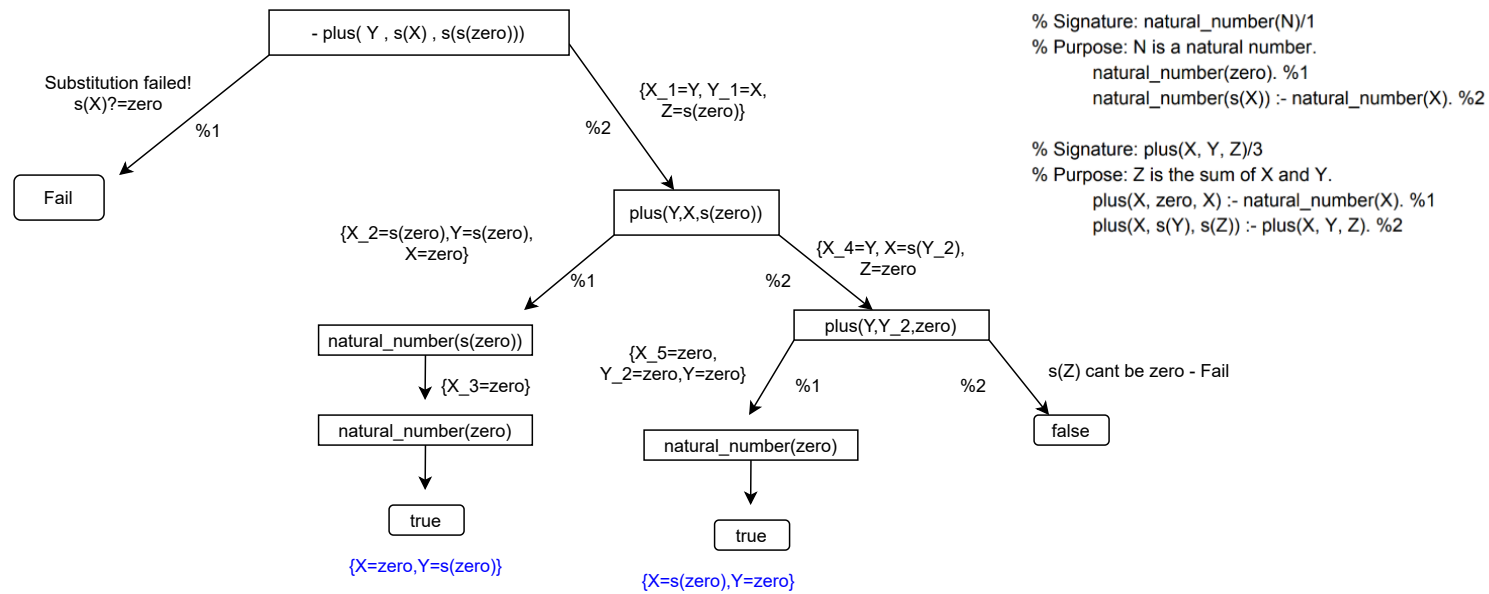 - plus( Y , s(X) , s(s(zero)))
Substitution failed!
s(X)?=zero
%1
{X_1=Y, Y_1=X,
Z=s(zero)}
%2
Fail
plus(Y,X,s(zero))
{X_2=s(zero),Y=s(zero),
X=zero}
%1
{X_4=Y, X=s(Y_2),
Z=zero
%2
natural_number(s(zero))
{X_3=zero}
natural_number(zero)
true
{X=zero,Y=s(zero)}
plus(Y,Y_2,zero)
{X_5=zero,
Y_2=zero,Y=zero}
%1
%2
s(Z) cant be zero - Fail
false
natural_number(zero)
true
{X=s(zero),Y=zero}
% Signature: natural_number(N)/1
% Purpose: N is a natural number.
natural_number(zero). %1
natural_number(s(X)) :- natural_number(X). %2
% Signature: plus(X, Y, Z)/3
% Purpose: Z is the sum of X and Y.
plus(X, zero, X) :- natural_number(X). %1
plus(X, s(Y), s(Z)) :- plus(X, Y, Z). %2